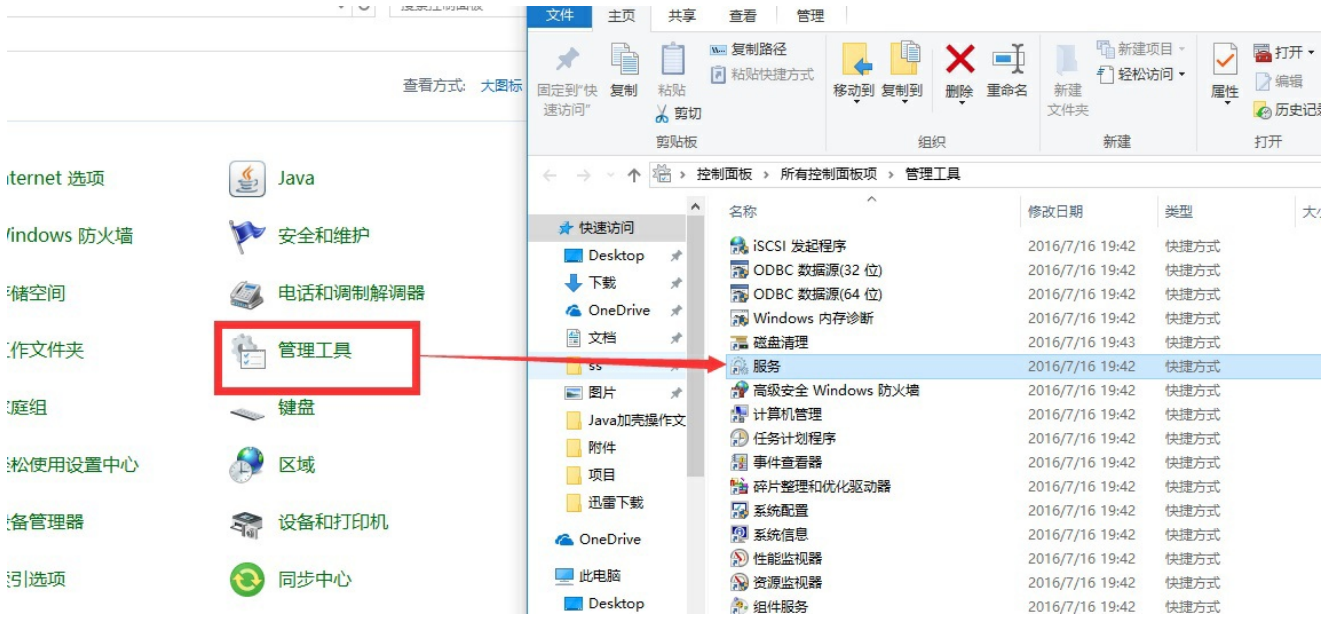 搜索控制面板
查看方式: 大图标
nternet 选项
Java
Windows 防火墙
安全和维护
储空间
电话和调制解调器
工作文件夹
管理工具
家庭组
键盘
轻松使用设置中心
区域
设备管理器
设备和打印机
索引选项
同步中心
文件 主页 共享 查看 管理
固定到"快
速访问"
复制
粘贴
复制路径
粘贴快捷方式
剪切
剪贴板
移动到 复制到 删除 重命名
组织
新建
文件夹
新建项目
轻松访问
新建
属性
打开
编辑
历史记录
打开
控制面板 › 所有控制面板项 › 管理工具
快速访问
Desktop
下载
OneDrive
文档
ss
图片
Java加壳操作文
附件
项目
迅雷下载
OneDrive
此电脑
Desktop
名称 修改日期 类型 大
iSCSI 发起程序 2016/7/16 19:42 快捷方式
ODBC 数据源(32 位) 2016/7/16 19:42 快捷方式
ODBC 数据源(64 位) 2016/7/16 19:42 快捷方式
Windows 内存诊断 2016/7/16 19:42 快捷方式
磁盘清理 2016/7/16 19:43 快捷方式
服务 2016/7/16 19:42 快捷方式
高级安全 Windows 防火墙 2016/7/16 19:42 快捷方式
计算机管理 2016/7/16 19:42 快捷方式
任务计划程序 2016/7/16 19:42 快捷方式
事件查看器 2016/7/16 19:42 快捷方式
碎片整理和优化驱动器 2016/7/16 19:42 快捷方式
系统配置 2016/7/16 19:42 快捷方式
系统信息 2016/7/16 19:42 快捷方式
性能监视器 2016/7/16 19:42 快捷方式
资源监视器 2016/7/16 19:42 快捷方式
组件服务 2016/7/16 19:42 快捷方式